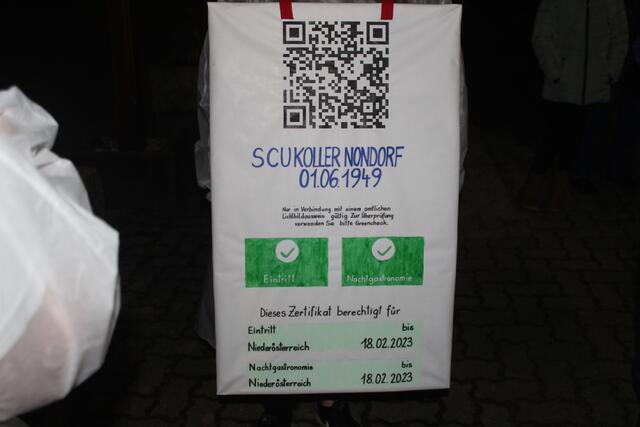 SCU KOLLER NONDORF
01.06.1949
Nur in Verbindung mit einem amtlichen
Lichtbildausweis gültig. Zur Überprüfung
verwenden Sie bitte Greencheck.
Eintritt Nachtgastronomie
Dieses Zertifikat berechtigt für
Eintritt bis
Niederösterreich 18.02.2023
Nachtgastronomie bis
Niederösterreich 18.02.2023